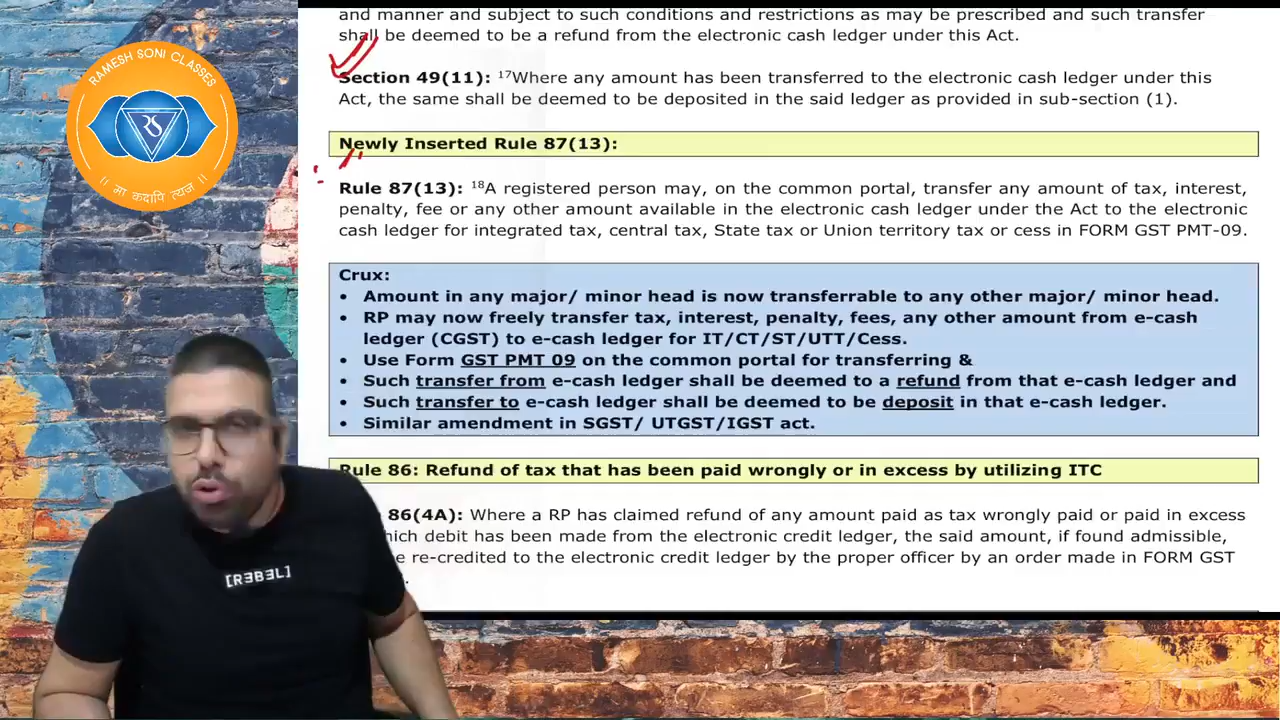 and manner and subject to such conditions and restrictions as may be prescribed and such transfer
shall be deemed to be a refund from the electronic cash ledger under this Act.
Section 49(11): 17Where any amount has been transferred to the electronic cash ledger under this
Act, the same shall be deemed to be deposited in the said ledger as provided in sub-section (1).
Newly Inserted Rule 87(13):
Rule 87(13): 18A registered person may, on the common portal, transfer any amount of tax, interest,
penalty, fee or any other amount available in the electronic cash ledger under the Act to the electronic
cash ledger for integrated tax, central tax, State tax or Union territory tax or cess in FORM GST PMT-09.
Crux:
• Amount in any major/ minor head is now transferrable to any other major/ minor head.
• RP may now freely transfer tax, interest, penalty, fees, any other amount from e-cash
ledger (CGST) to e-cash ledger for IT/CT/ST/UTT/Cess.
• Use Form GST PMT 09 on the common portal for transferring &
• Such transfer from e-cash ledger shall be deemed to a refund from that e-cash ledger and
• Such transfer to e-cash ledger shall be deemed to be deposit in that e-cash ledger.
• Similar amendment in SGST/ UTGST/IGST act.
Rule 86: Refund of tax that has been paid wrongly or in excess by utilizing ITC
86(4A): Where a RP has claimed refund of any amount paid as tax wrongly paid or paid in excess
debit has been made from the electronic credit ledger, the said amount, if found admissible,
re-credited to the electronic credit ledger by the proper officer by an order made in FORM GST
RAMESH SONI CLASSES
RS
।। मा कदापि त्यज ।।
[RƎBEL]